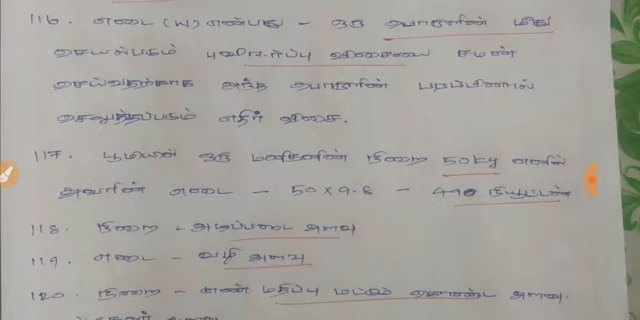 116. எடை (W) என்பது - ஒரு பொருளின் மீது
செயல்படும் புவிஈர்ப்பு விசையை சமன்
செய்வதற்காக அந்த பொருளின் பரப்பினால்
செலுத்தப்படும் எதிர் விசை.
117. பூமியில் ஒரு மனிதனின் நிறை 50kg எனில்
அவரின் எடை - 50 x 9.8 - 490 நியூட்டன்
118. நிறை - அடிப்படை அளவு
119. எடை - வழி அளவு
120. நிறை - எண் மதிப்பு மட்டும் கொண்ட அளவு.